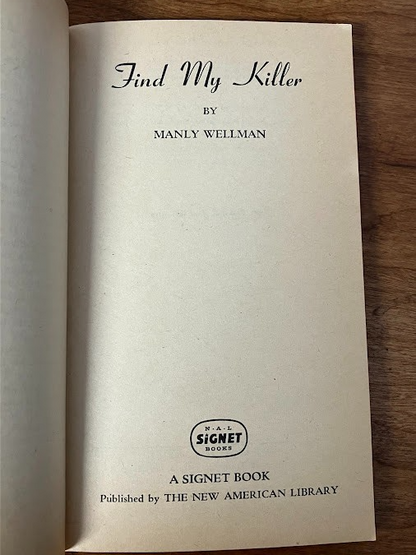 Find My Killer
BY
MANLY WELLMAN
N·A·L
SIGNET
BOOKS
A SIGNET BOOK
Published by THE NEW AMERICAN LIBRARY